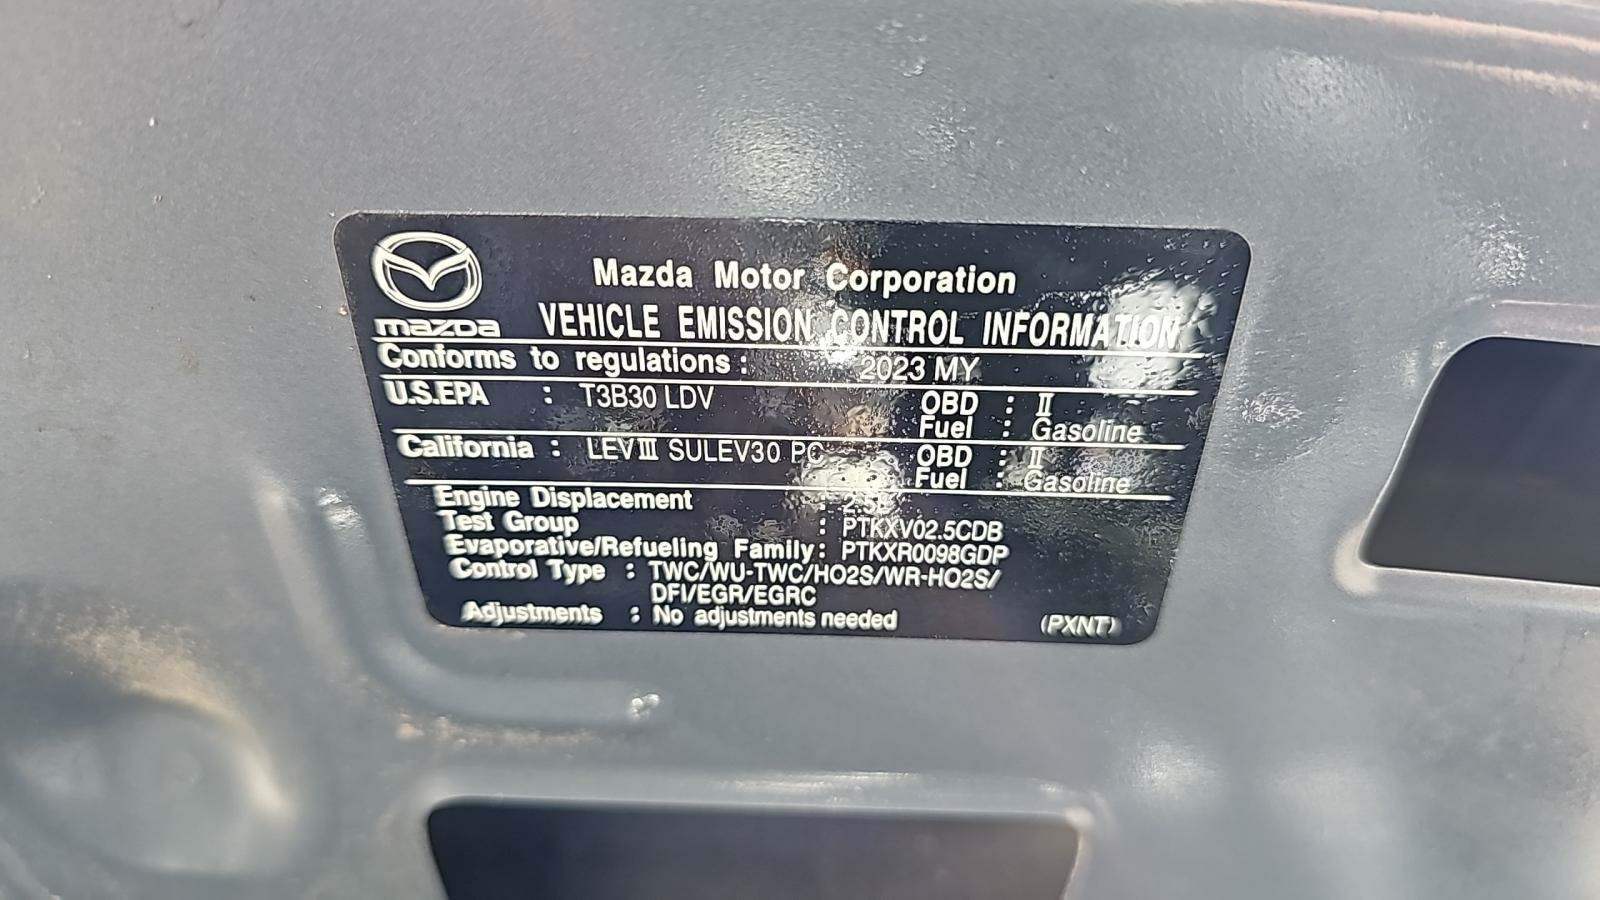 mazda
Mazda Motor Corporation
VEHICLE EMISSION CONTROL INFORMATION
Conforms to regulations : 2023 MY
U.S.EPA : T3B30 LDV OBD : Ⅱ
Fuel : Gasoline
California : LEVⅢ SULEV30 PC OBD : Ⅱ
Fuel : Gasoline
Engine Displacement :
Test Group : PTKXV02.5CDB
Evaporative/Refueling Family : PTKXR0098GDP
Control Type : TWC/WU-TWC/HO2S/WR-HO2S/
DFI/EGR/EGRC
Adjustments : No adjustments needed (PXNT)